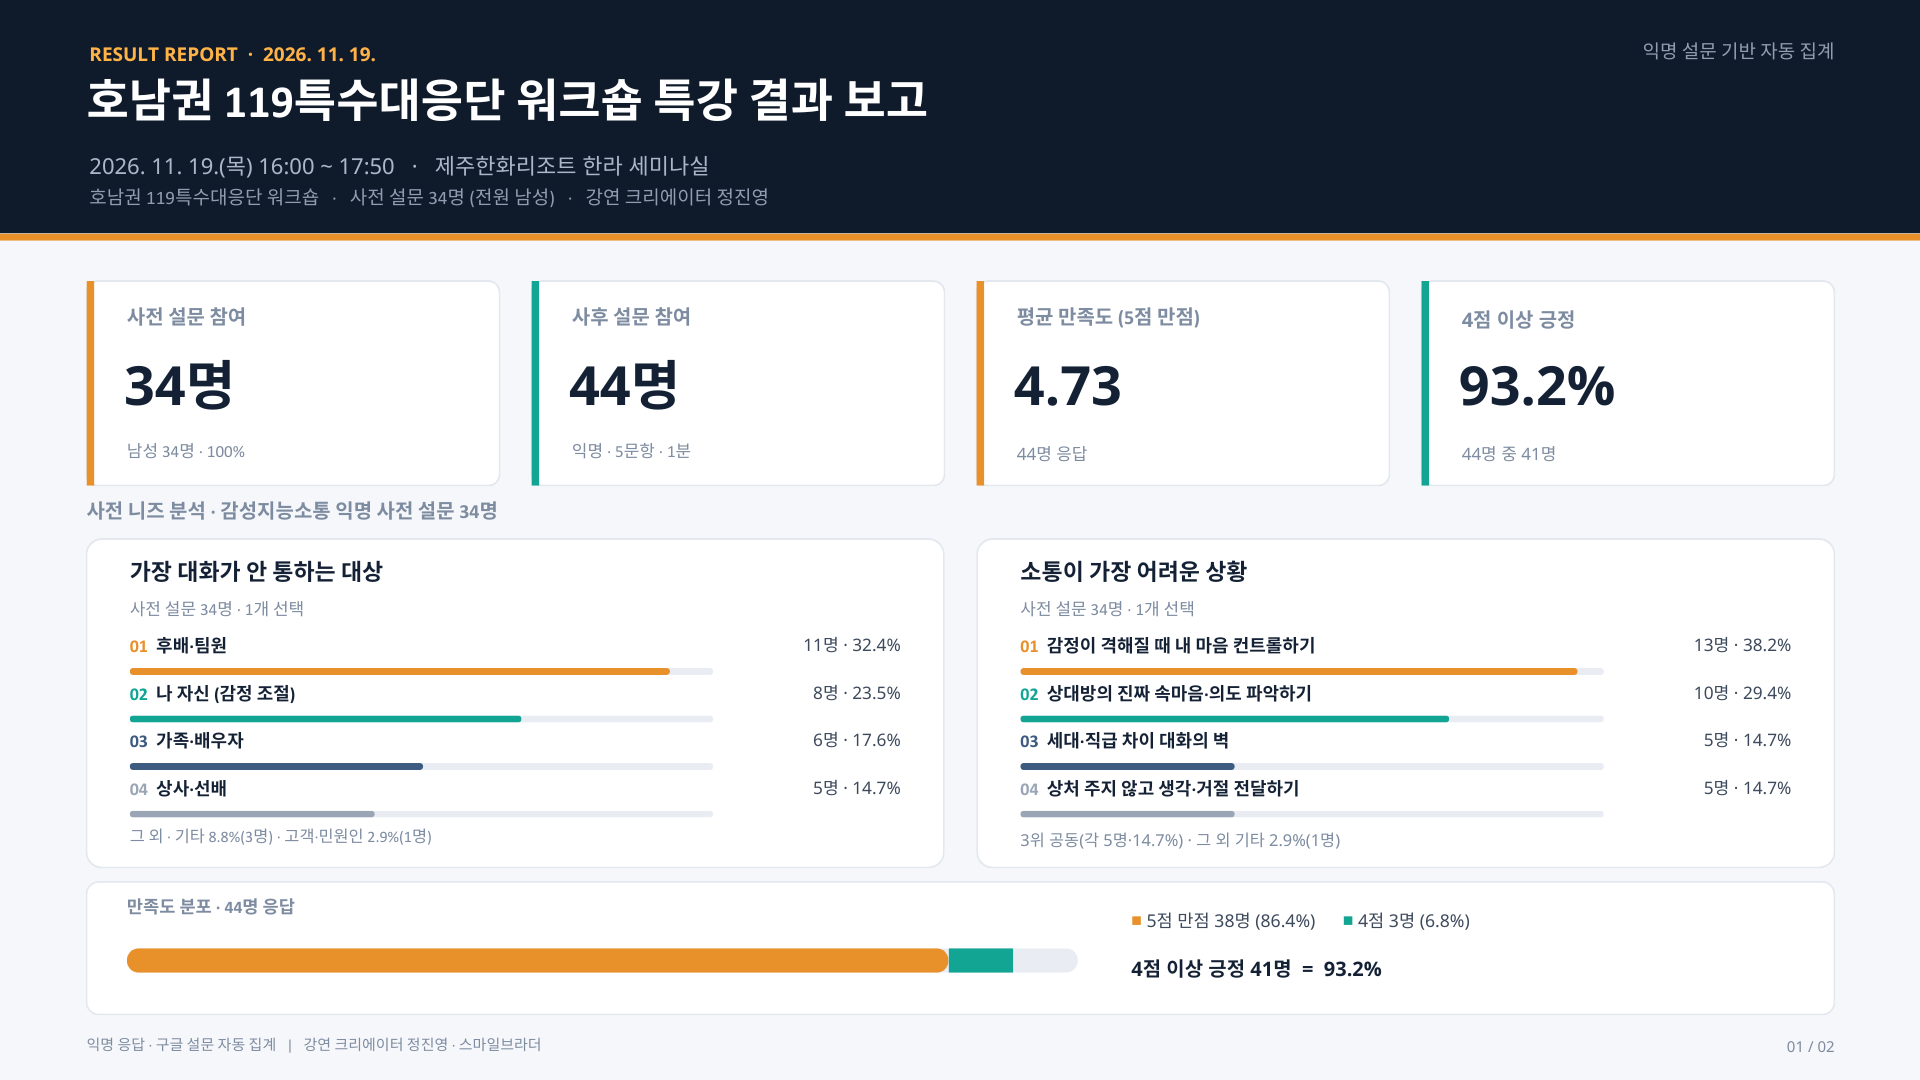 RESULT REPORT · 2026. 11. 19.
익명 설문 기반 자동 집계
호남권 119특수대응단 워크숍 특강 결과 보고
2026. 11. 19.(목) 16:00 ~ 17:50 · 제주한화리조트 한라 세미나실
호남권 119특수대응단 워크숍 · 사전 설문 34명 (전원 남성) · 강연 크리에이터 정진영
사전 설문 참여
34명
남성 34명 · 100%
사후 설문 참여
44명
익명 · 5문항 · 1분
평균 만족도 (5점 만점)
4.73
44명 응답
4점 이상 긍정
93.2%
44명 중 41명
사전 니즈 분석 · 감성지능소통 익명 사전 설문 34명
가장 대화가 안 통하는 대상
사전 설문 34명 · 1개 선택
01 후배·팀원 11명 · 32.4%
02 나 자신 (감정 조절) 8명 · 23.5%
03 가족·배우자 6명 · 17.6%
04 상사·선배 5명 · 14.7%
그 외 · 기타 8.8%(3명) · 고객·민원인 2.9%(1명)
소통이 가장 어려운 상황
사전 설문 34명 · 1개 선택
01 감정이 격해질 때 내 마음 컨트롤하기 13명 · 38.2%
02 상대방의 진짜 속마음·의도 파악하기 10명 · 29.4%
03 세대·직급 차이 대화의 벽 5명 · 14.7%
04 상처 주지 않고 생각·거절 전달하기 5명 · 14.7%
3위 공동(각 5명·14.7%) · 그 외 기타 2.9%(1명)
만족도 분포 · 44명 응답
5점 만점 38명 (86.4%) 4점 3명 (6.8%)
4점 이상 긍정 41명 = 93.2%
익명 응답 · 구글 설문 자동 집계 | 강연 크리에이터 정진영 · 스마일브라더
01 / 02